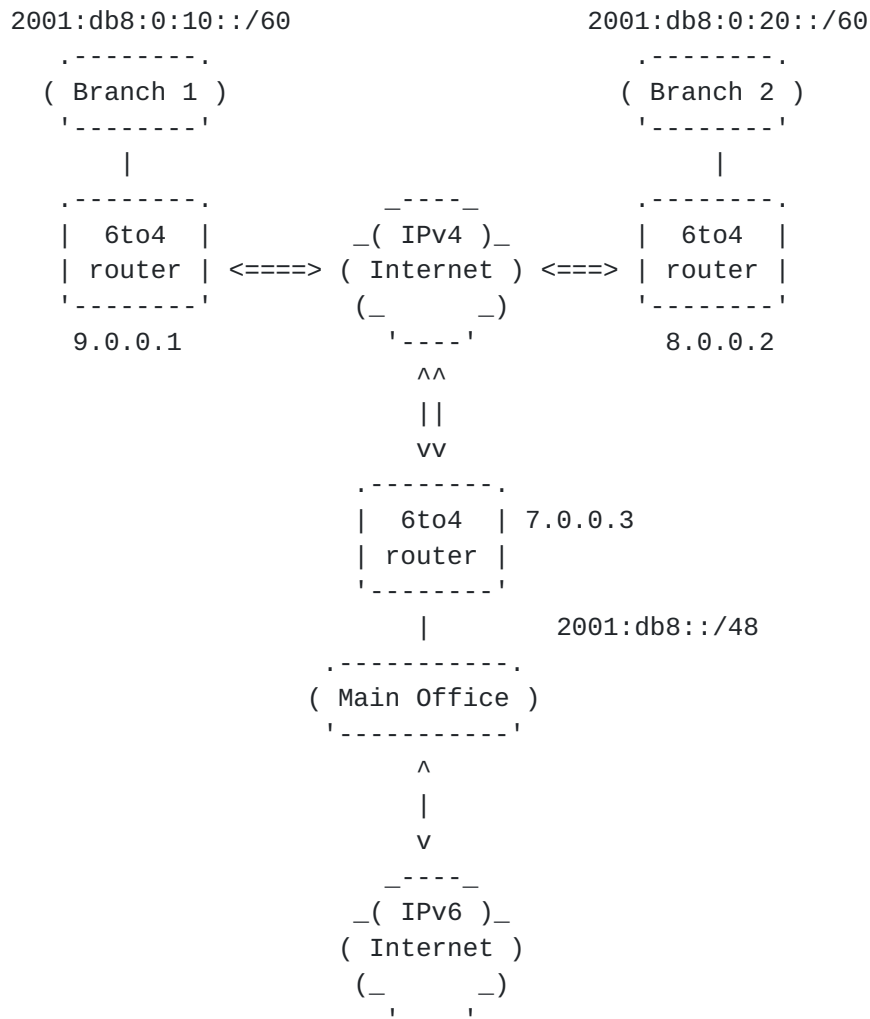 2001:db8:0:10::/60                   2001:db8:0:20::/60
   .--------.                           .--------.
  ( Branch 1 )                         ( Branch 2 )
   '--------'                           '--------'
       |                                     |
   .--------.           _----_          .--------.
   |  6to4  |         _( IPv4 )_        |  6to4  |
   | router | <====> ( Internet ) <===> | router |
   '--------'         (_      _)        '--------'
    9.0.0.1             '----'            8.0.0.2
                          ^^
                          ||
                          vv
                      .--------.
                      |  6to4  | 7.0.0.3
                      | router |
                      '--------'
                          |        2001:db8::/48
                    .-----------.
                   ( Main Office )
                    '-----------'
                          ^
                          |
                          v
                        _----_
                      _( IPv6 )_
                     ( Internet )
                      (_      _)
                        '    '